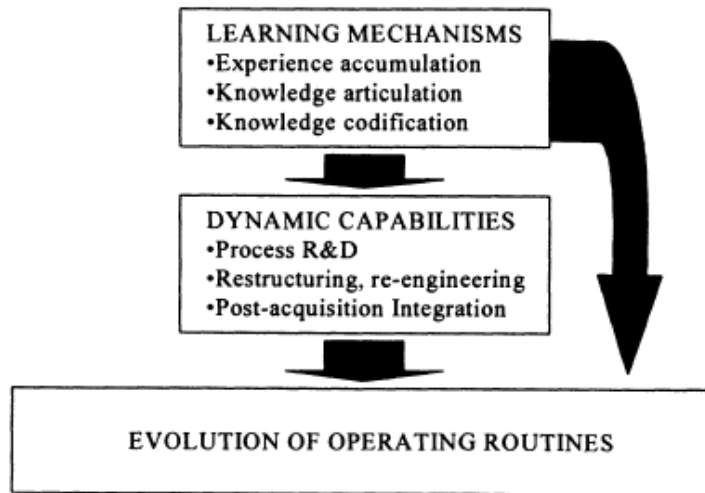 LEARNING MECHANISMS
•Experience accumulation
•Knowledge articulation
•Knowledge codification
DYNAMIC CAPABILITIES
•Process R&D
•Restructuring, re-engineering
•Post-acquisition Integration
EVOLUTION OF OPERATING ROUTINES